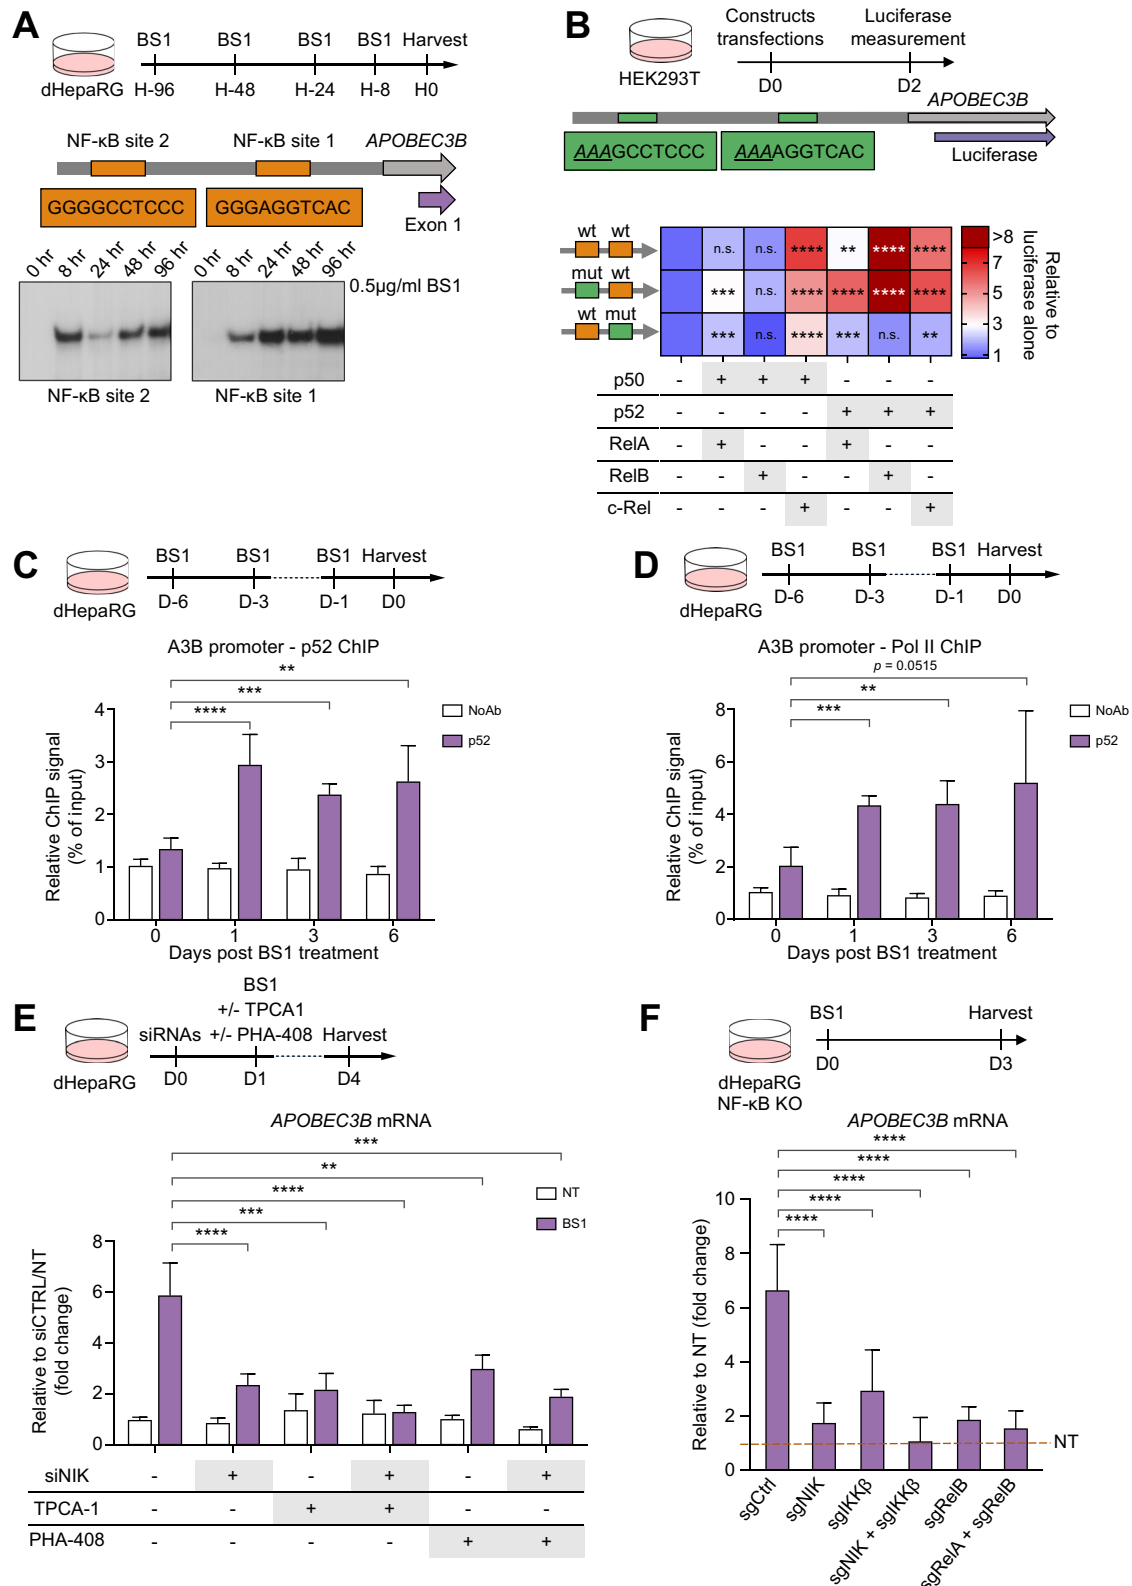 A
BS1 BS1 BS1 BS1 Harvest
dHepaRG H-96 H-48 H-24 H-8 H0
NF-κB site 2 NF-κB site 1 APOBEC3B
GGGGCCTCCC GGGAGGTCAC
Exon 1
0 hr 8 hr 24 hr 48 hr 96 hr 0 hr 8 hr 24 hr 48 hr 96 hr
0.5µg/ml BS1
NF-κB site 2 NF-κB site 1
B
Constructs transfections Luciferase measurement
HEK293T D0 D2
APOBEC3B
AAAGCCTCCC AAAAGGTCAC
Luciferase
wt wt
n.s. n.s. **** ** **** ****
mut wt
*** n.s. **** **** **** ****
wt mut
*** n.s. **** *** n.s. **
>8
7
5
3
1
Relative to
luciferase alone
p50 - + + + - - -
p52 - - - - + + +
RelA - + - - + - -
RelB - - + - - + -
c-Rel - - - + - - +
C
BS1 BS1 BS1 Harvest
dHepaRG D-6 D-3 D-1 D0
A3B promoter - p52 ChIP
**
***
****
NoAb
p52
Relative ChIP signal
(% of input)
4
3
2
1
0
0 1 3 6
Days post BS1 treatment
D
BS1 BS1 BS1 Harvest
dHepaRG D-6 D-3 D-1 D0
A3B promoter - Pol II ChIP
p = 0.0515
**
***
NoAb
p52
Relative ChIP signal
(% of input)
8
6
4
2
0
0 1 3 6
Days post BS1 treatment
E
BS1
+/- TPCA1
siRNAs +/- PHA-408 Harvest
dHepaRG D0 D1 D4
APOBEC3B mRNA
***
**
****
***
****
NT
BS1
Relative to siCTRL/NT
(fold change)
8
6
4
2
0
siNIK - + - + - +
TPCA-1 - - + + - -
PHA-408 - - - - + +
F
BS1 Harvest
D0 D3
dHepaRG
NF-κB KO
APOBEC3B mRNA
****
****
****
****
****
Relative to NT (fold change)
10
8
6
4
2
0
NT
sgCtrl sgNIK sgIKKβ sgNIK + sgIKKβ sgRelB sgRelA + sgRelB